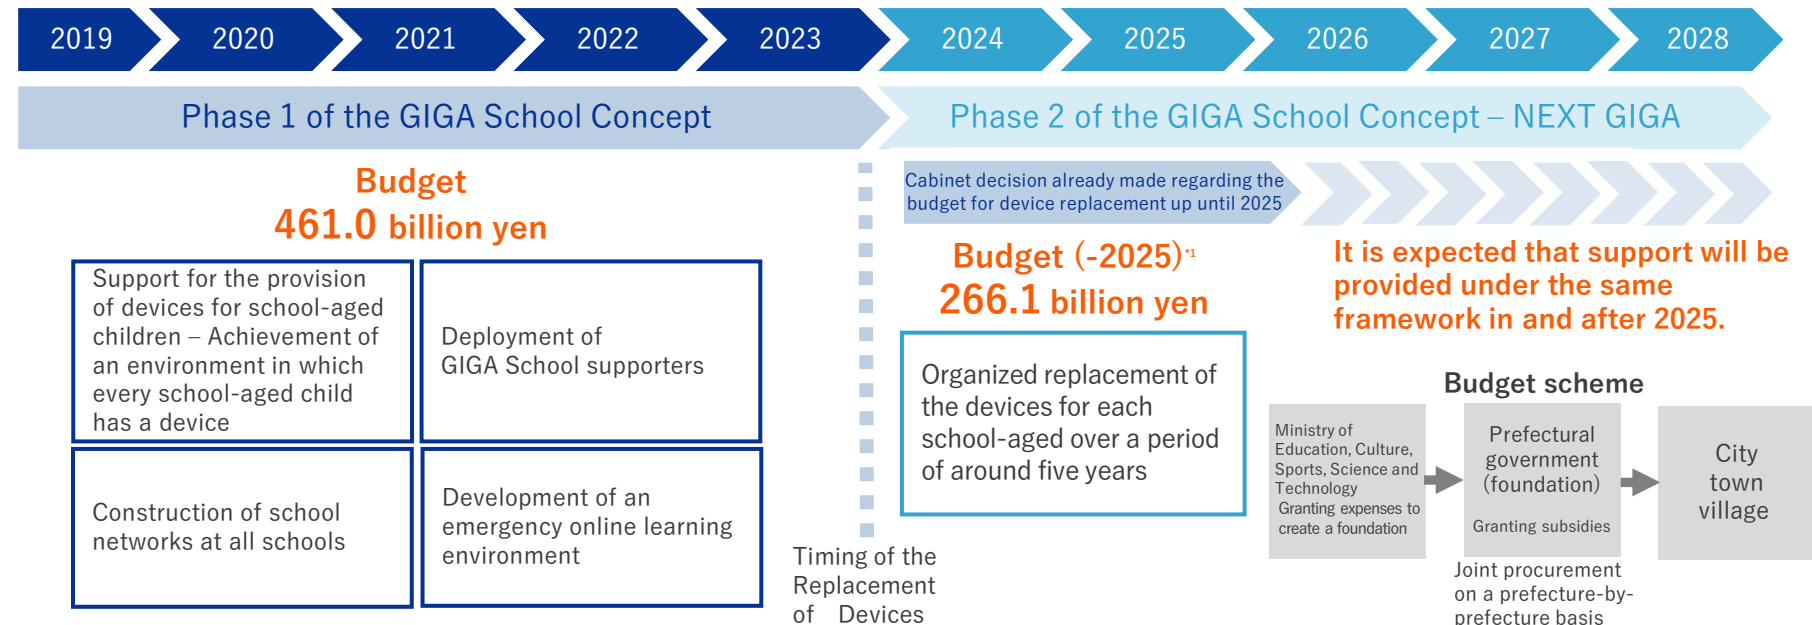 2019 2020 2021 2022 2023 2024 2025 2026 2027 2028
Phase 1 of the GIGA School Concept
Phase 2 of the GIGA School Concept – NEXT GIGA
Budget
461.0 billion yen
Support for the provision
of devices for school-aged
children – Achievement of
an environment in which
every school-aged child
has a device
Deployment of
GIGA School supporters
Construction of school
networks at all schools
Development of an
emergency online learning
environment
Timing of the
Replacement
of Devices
Cabinet decision already made regarding the
budget for device replacement up until 2025
Budget (-2025)*1
266.1 billion yen
Organized replacement of
the devices for each
school-aged over a period
of around five years
It is expected that support will be
provided under the same
framework in and after 2025.
Budget scheme
Ministry of
Education, Culture,
Sports, Science and
Technology
Granting expenses to
create a foundation
Prefectural
government
(foundation)
Granting subsidies
City
town
village
Joint procurement
on a prefecture-by-
prefecture basis